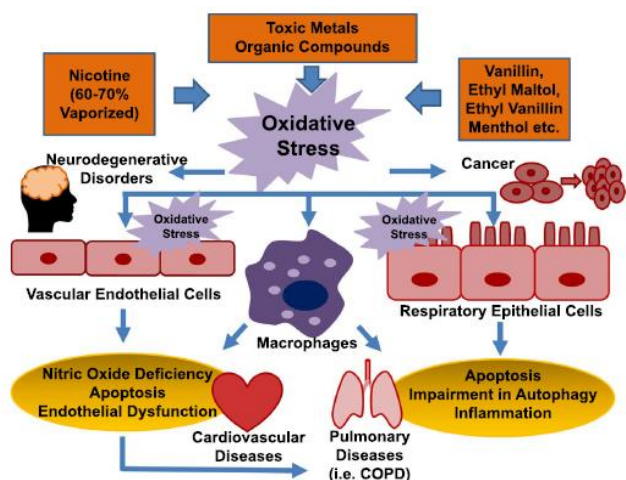 Toxic Metals
Organic Compounds
Nicotine
(60-70%
Vaporized)
Vanillin,
Ethyl Maltol,
Ethyl Vanillin
Menthol etc.
Oxidative
Stress
Neurodegenerative
Disorders
Cancer
Oxidative
Stress
Oxidative
Stress
Vascular Endothelial Cells
Macrophages
Respiratory Epithelial Cells
Nitric Oxide Deficiency
Apoptosis
Endothelial Dysfunction
Cardiovascular
Diseases
Pulmonary
Diseases
(i.e. COPD)
Apoptosis
Impairment in Autophagy
Inflammation